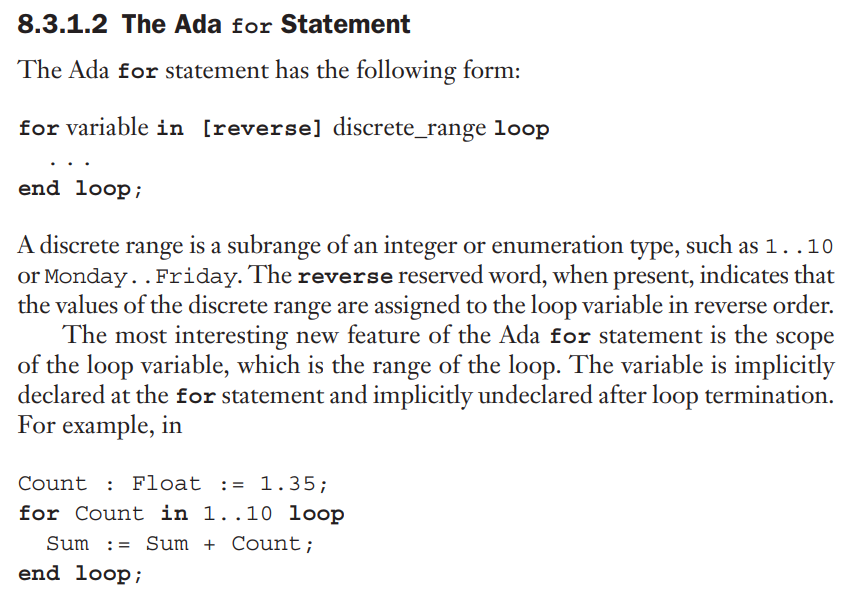 8.3.1.2 The Ada for Statement
The Ada for statement has the following form:
for variable in [reverse] discrete_range loop
. . .
end loop;
A discrete range is a subrange of an integer or enumeration type, such as 1..10
or Monday..Friday. The reverse reserved word, when present, indicates that
the values of the discrete range are assigned to the loop variable in reverse order.
The most interesting new feature of the Ada for statement is the scope
of the loop variable, which is the range of the loop. The variable is implicitly
declared at the for statement and implicitly undeclared after loop termination.
For example, in
Count : Float := 1.35;
for Count in 1..10 loop
Sum := Sum + Count;
end loop;